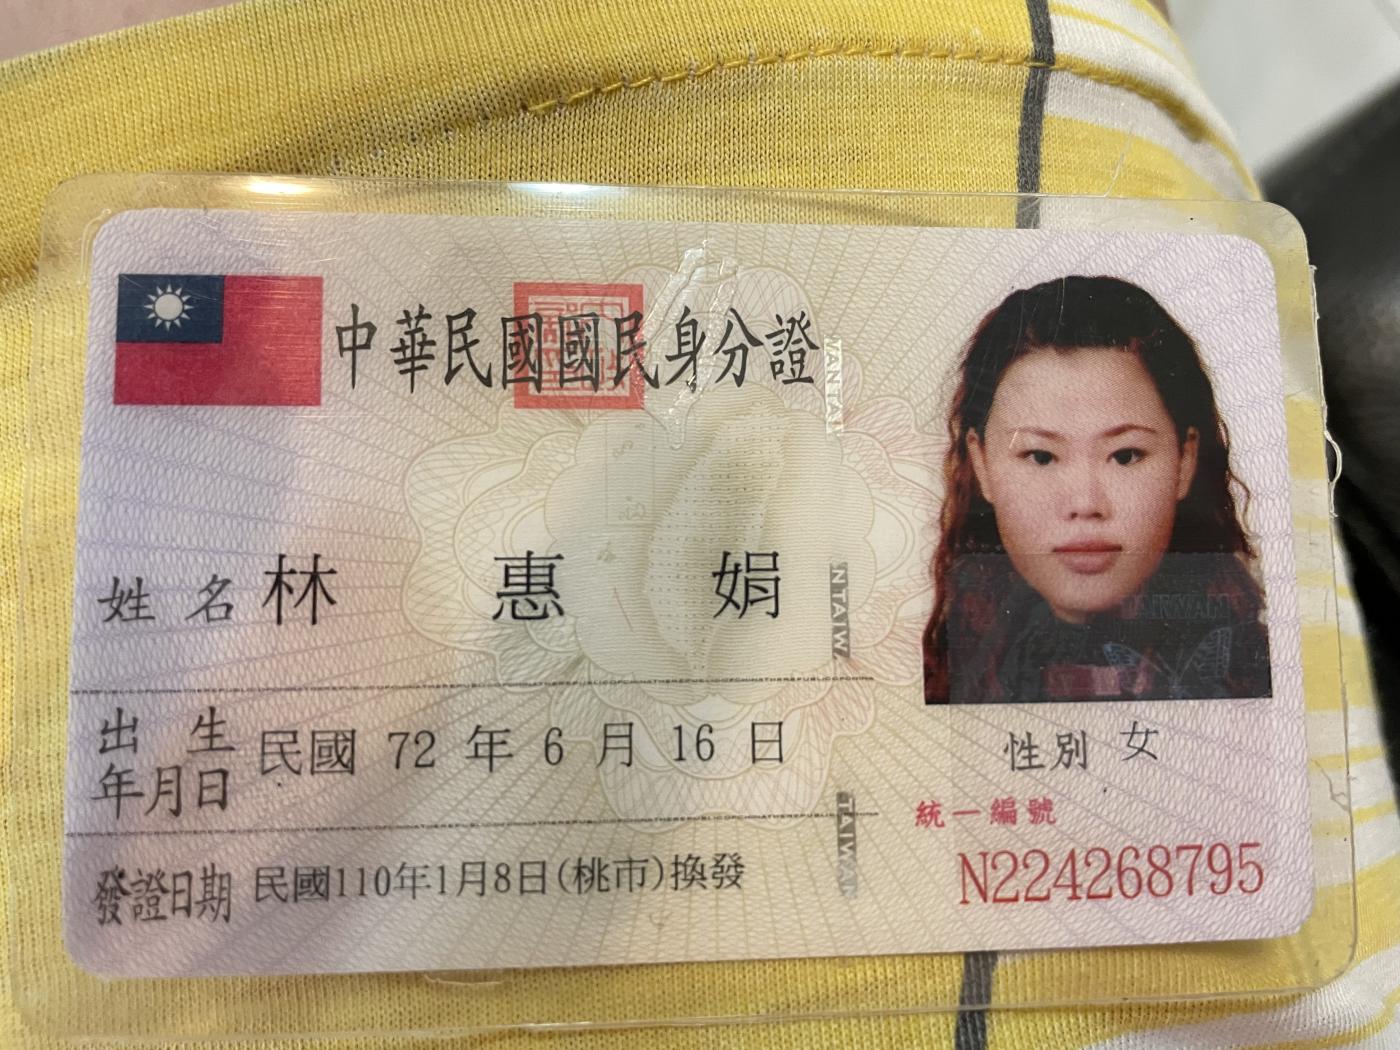 中華民國國民身分證
姓名 林 惠 娟
出生年月日 民國 72 年 6 月 16 日
發證日期 民國110年1月8日(桃市)換發
性別 女
統一編號
N224268795
TAIWAN